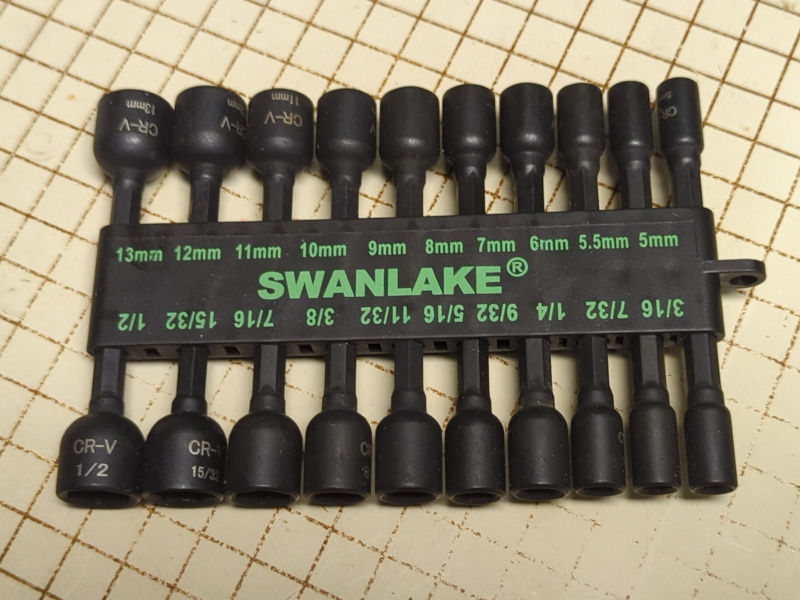 13mm
CR-V
CR-V
11mm
CR-V
13mm 12mm 11mm 10mm 9mm 8mm 7mm 6mm 5.5mm 5mm
SWANLAKE®
1/2 15/32 7/16 3/8 11/32 5/16 9/32 1/4 7/32 3/16
CR-V
1/2
CR-V
15/32